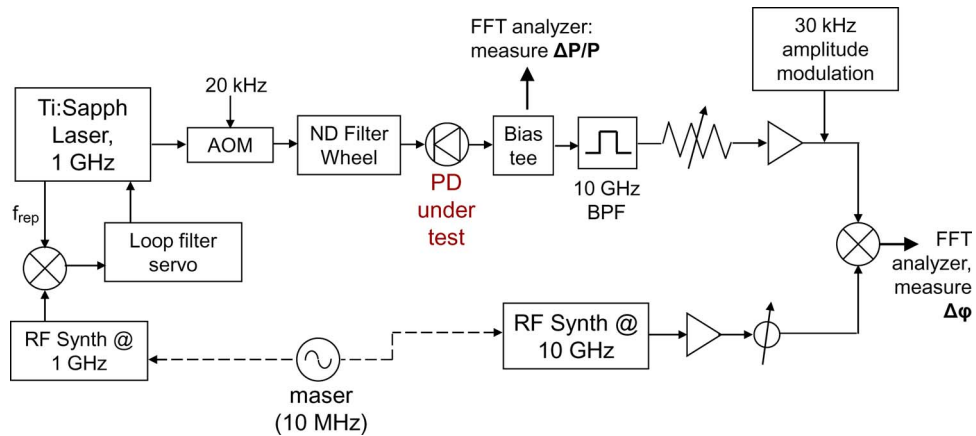 FFT analyzer:
measure ΔP/P
30 kHz
amplitude
modulation
20 kHz
Ti:Sapph
Laser,
1 GHz
AOM
ND Filter
Wheel
Bias
tee
PD
under
test
10 GHz
BPF
frep
Loop filter
servo
FFT
analyzer,
measure
Δφ
RF Synth @
1 GHz
RF Synth @
10 GHz
maser
(10 MHz)